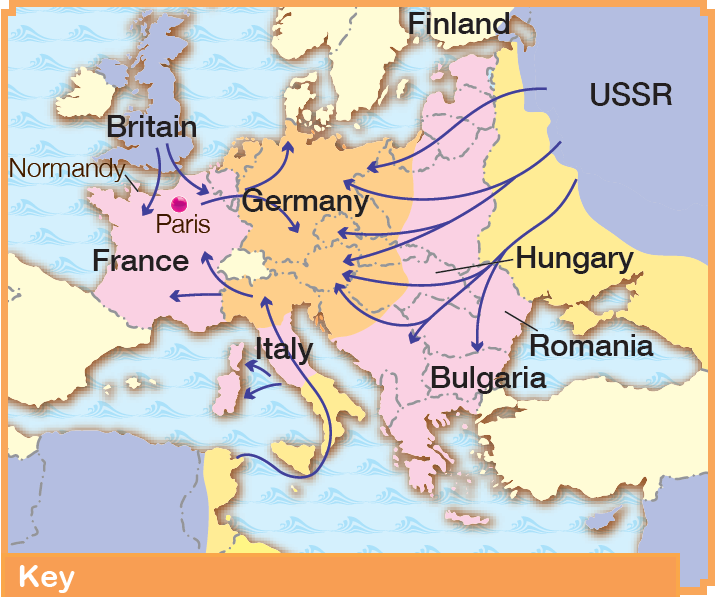 Finland
USSR
Britain
Normandy
Germany
Paris
France
Hungary
Italy
Romania
Bulgaria
Key